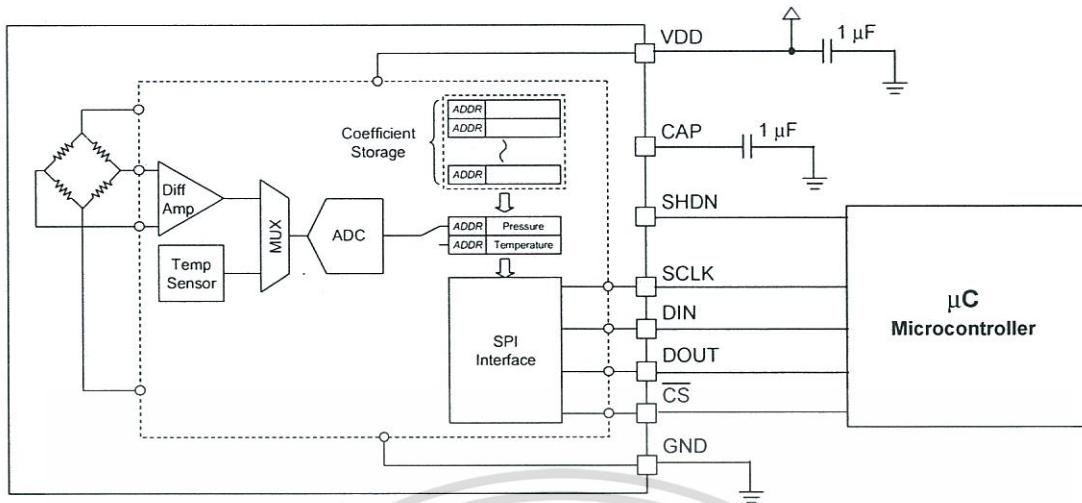 VDD
1 μF
CAP
1 μF
SHDN
SCLK
DIN
DOUT
CS
GND
Coefficient
Storage
ADDR
ADDR
ADDR
ADDR Pressure
ADDR Temperature
Diff
Amp
MUX
ADC
Temp
Sensor
SPI
Interface
μC
Microcontroller